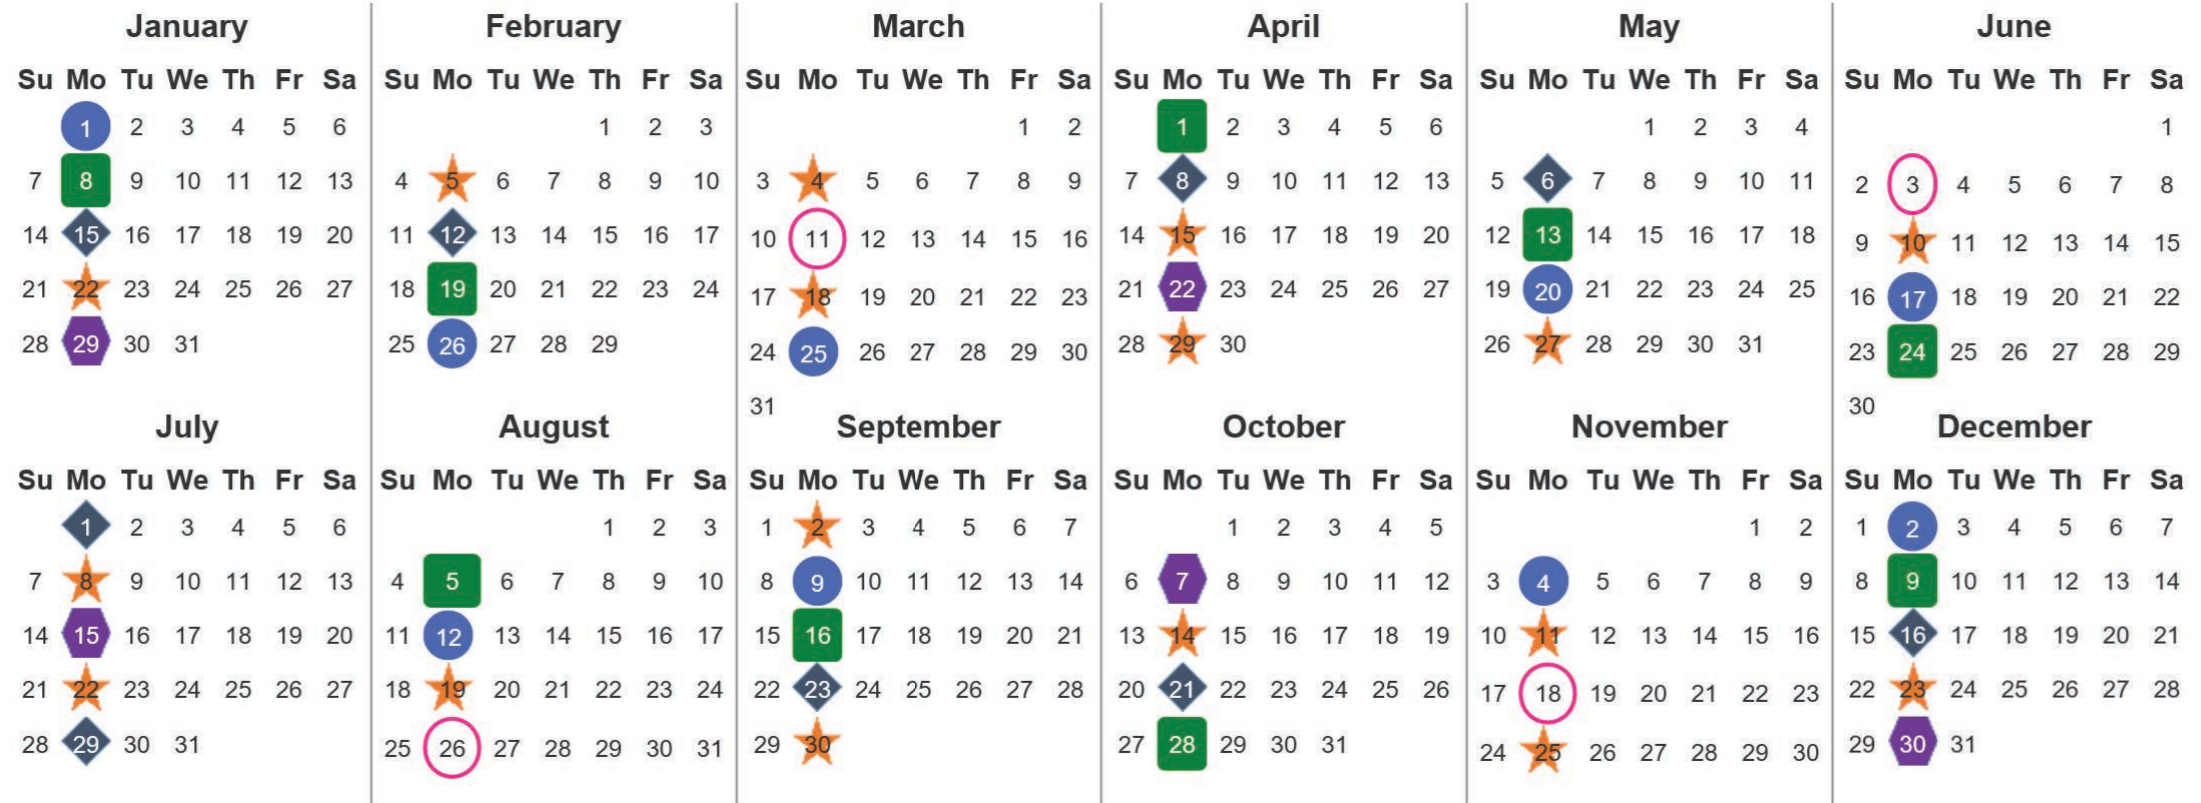 January February March April May June
Su Mo Tu We Th Fr Sa Su Mo Tu We Th Fr Sa Su Mo Tu We Th Fr Sa Su Mo Tu We Th Fr Sa Su Mo Tu We Th Fr Sa Su Mo Tu We Th Fr Sa
1 2 3 4 5 6 1 2 3 1 2 1 2 3 4 5 6 1 2 3 4 1
7 8 9 10 11 12 13 4 5 6 7 8 9 10 3 4 5 6 7 8 9 7 8 9 10 11 12 13 5 6 7 8 9 10 11 2 3 4 5 6 7 8
14 15 16 17 18 19 20 11 12 13 14 15 16 17 10 11 12 13 14 15 16 14 15 16 17 18 19 20 12 13 14 15 16 17 18 9 10 11 12 13 14 15
21 22 23 24 25 26 27 18 19 20 21 22 23 24 17 18 19 20 21 22 23 21 22 23 24 25 26 27 19 20 21 22 23 24 25 16 17 18 19 20 21 22
28 29 30 31 25 26 27 28 29 24 25 26 27 28 29 30 28 29 30 26 27 28 29 30 31 23 24 25 26 27 28 29
31 30
July August September October November December
Su Mo Tu We Th Fr Sa Su Mo Tu We Th Fr Sa Su Mo Tu We Th Fr Sa Su Mo Tu We Th Fr Sa Su Mo Tu We Th Fr Sa Su Mo Tu We Th Fr Sa
1 2 3 4 5 6 1 2 3 1 2 3 4 5 6 7 1 2 3 4 5 1 2 1 2 3 4 5 6 7
7 8 9 10 11 12 13 4 5 6 7 8 9 10 8 9 10 11 12 13 14 6 7 8 9 10 11 12 3 4 5 6 7 8 9 8 9 10 11 12 13 14
14 15 16 17 18 19 20 11 12 13 14 15 16 17 15 16 17 18 19 20 21 13 14 15 16 17 18 19 10 11 12 13 14 15 16 15 16 17 18 19 20 21
21 22 23 24 25 26 27 18 19 20 21 22 23 24 22 23 24 25 26 27 28 20 21 22 23 24 25 26 17 18 19 20 21 22 23 22 23 24 25 26 27 28
28 29 30 31 25 26 27 28 29 30 31 29 30 27 28 29 30 31 24 25 26 27 28 29 30 29 30 31